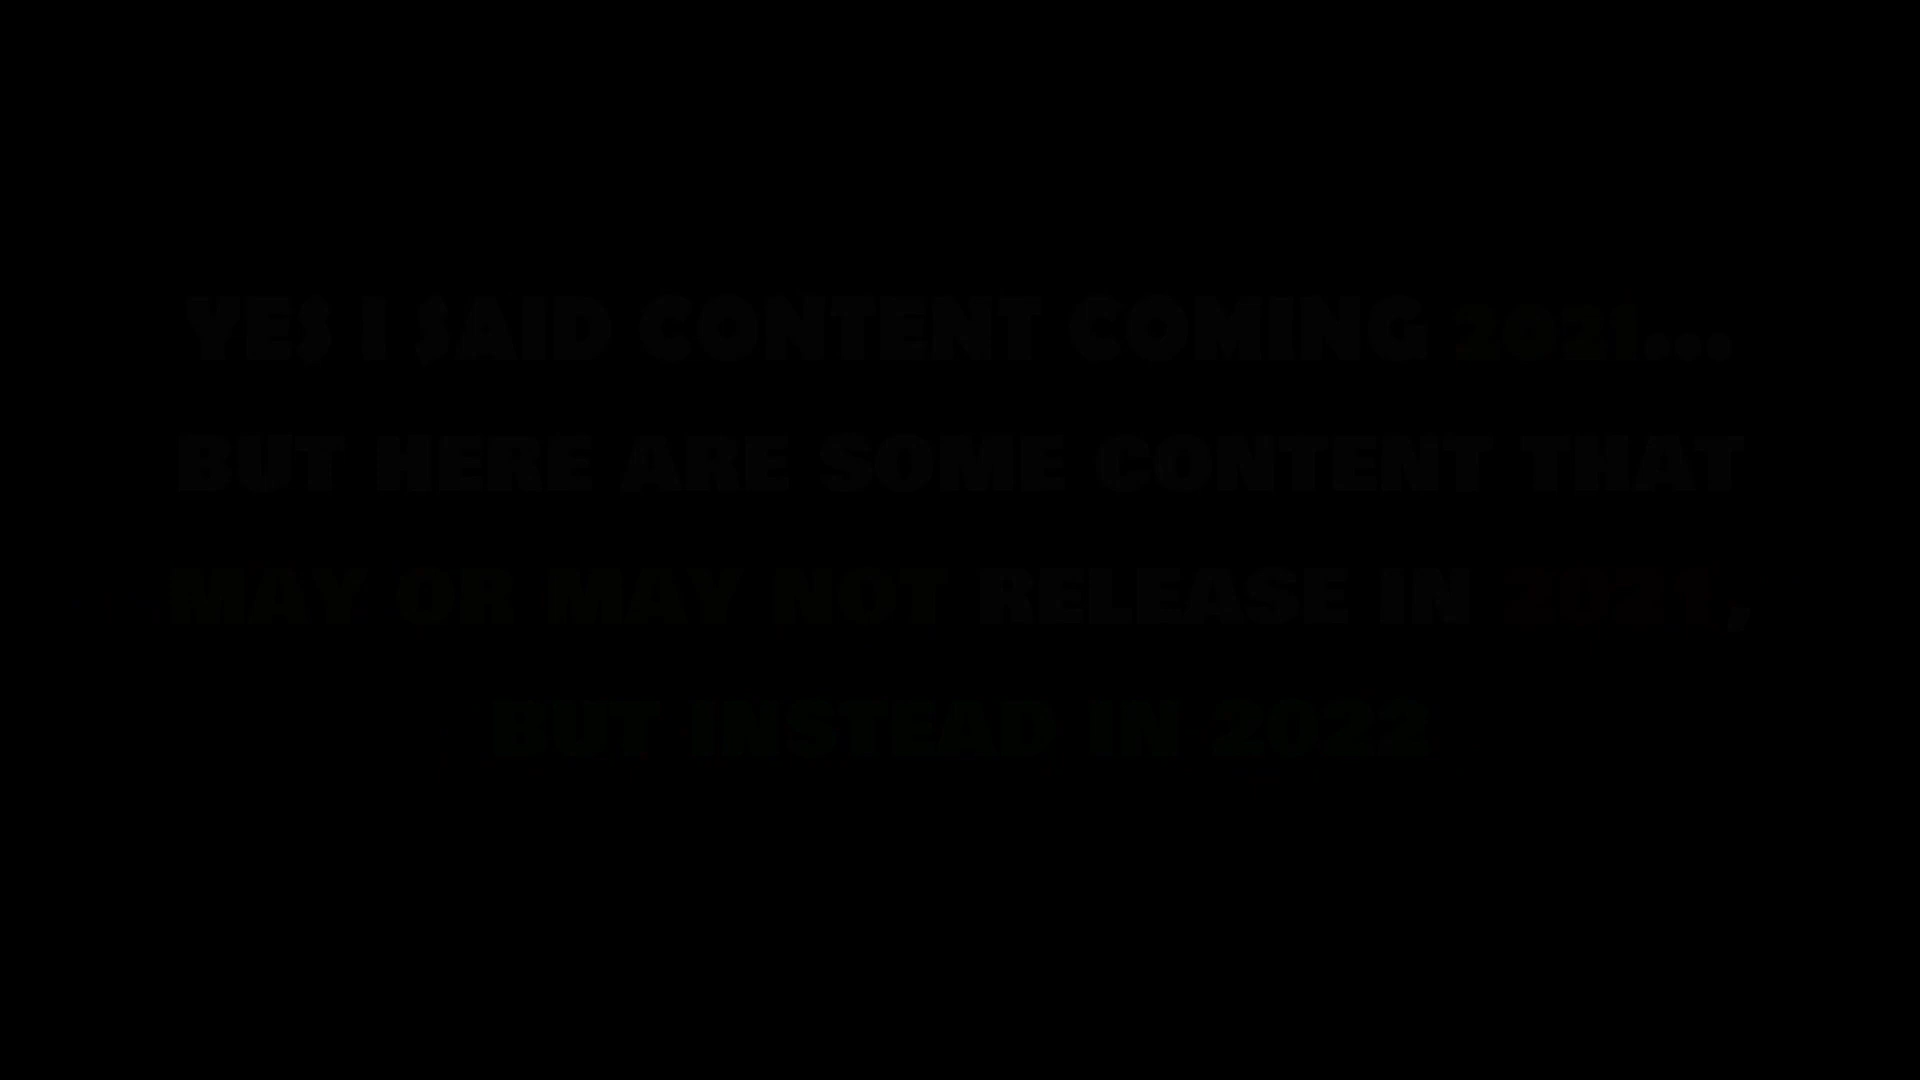 YES I SAID CONTENT COMING 2021...
BUT HERE ARE SOME CONTENT THAT
MAY OR MAY NOT RELEASE IN 2021,
BUT INSTEAD IN 2022